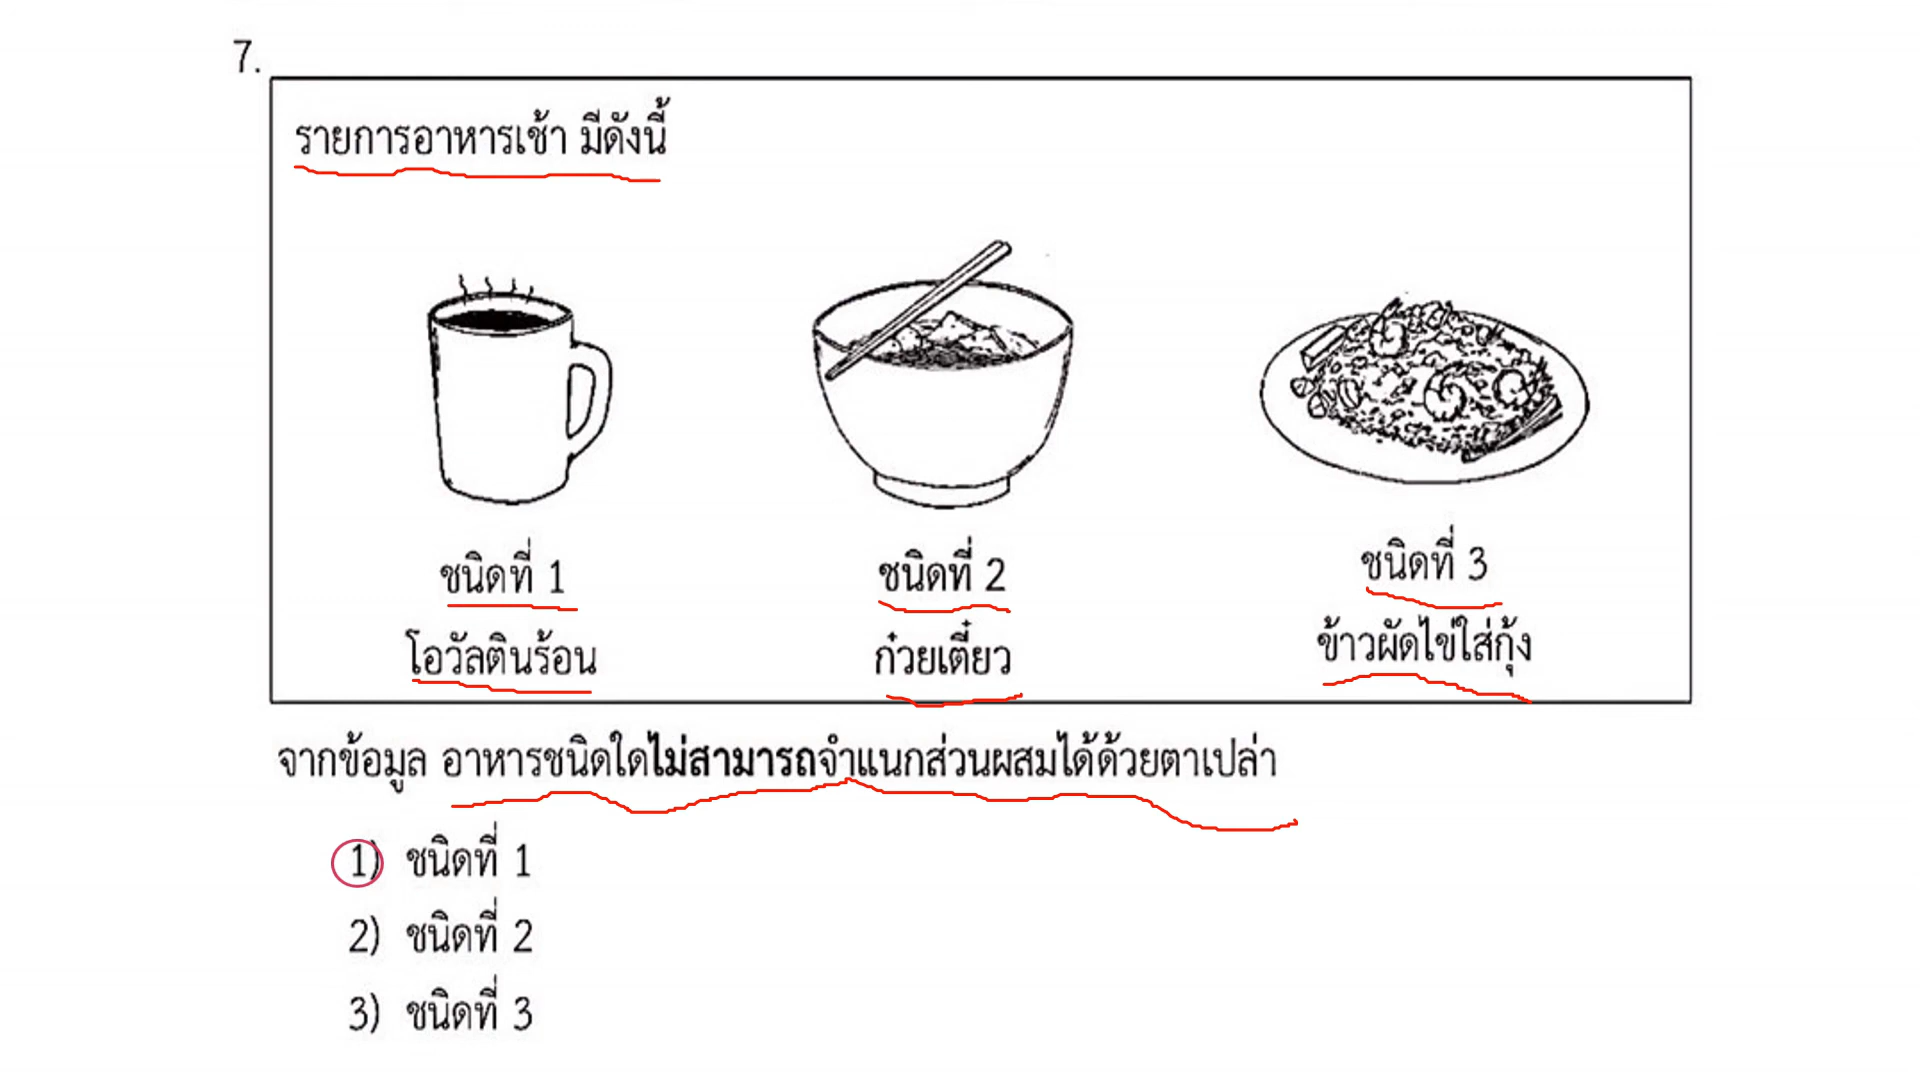 7.
รายการอาหารเช้า มีดังนี้
ชนิดที่ 1 ชนิดที่ 2 ชนิดที่ 3
โอวัลตินร้อน ก๋วยเตี๋ยว ข้าวผัดไข่ใส่กุ้ง
จากข้อมูล อาหารชนิดใดไม่สามารถจำแนกส่วนผสมได้ด้วยตาเปล่า
1) ชนิดที่ 1
2) ชนิดที่ 2
3) ชนิดที่ 3